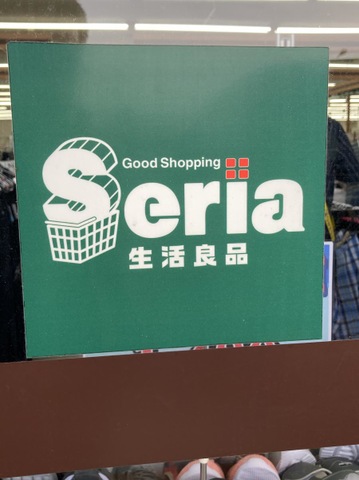 Good Shopping
Seria
生活良品